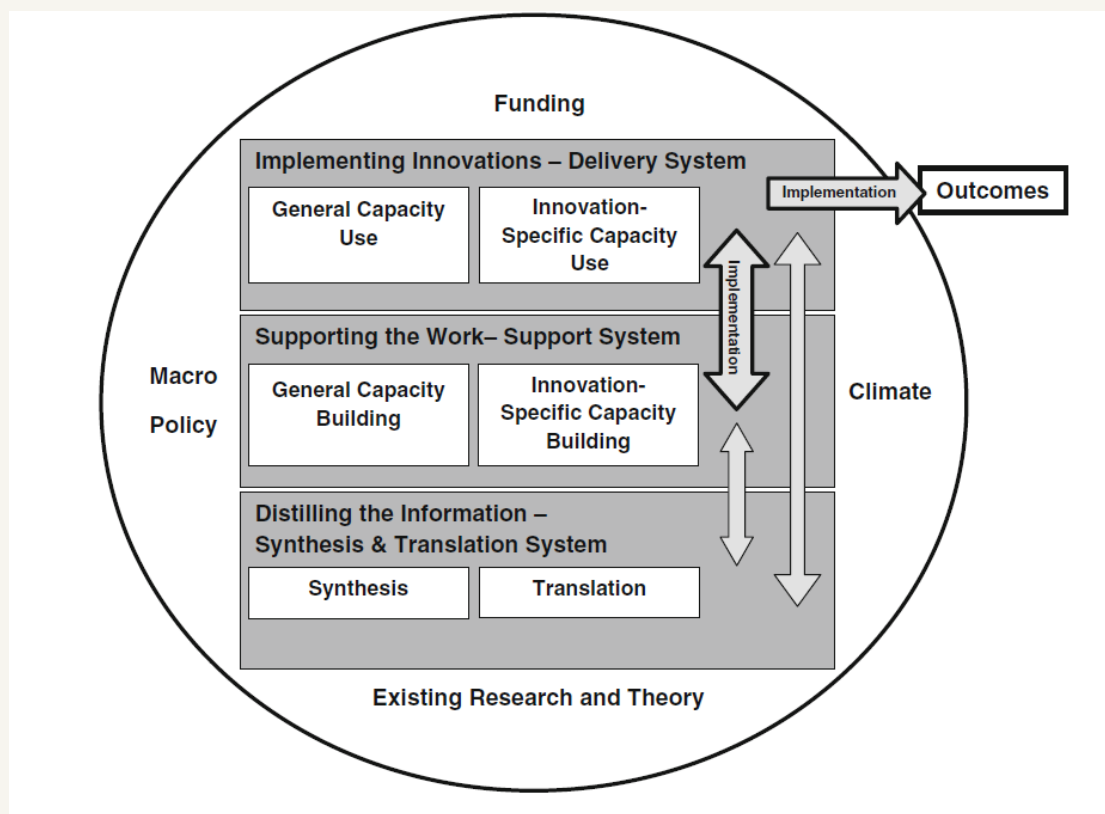 Funding
Implementing Innovations – Delivery System
General Capacity
Use
Innovation-
Specific Capacity
Use
Implementation
Outcomes
Implementation
Supporting the Work– Support System
General Capacity
Building
Innovation-
Specific Capacity
Building
Macro
Policy
Climate
Distilling the Information –
Synthesis & Translation System
Synthesis
Translation
Existing Research and Theory